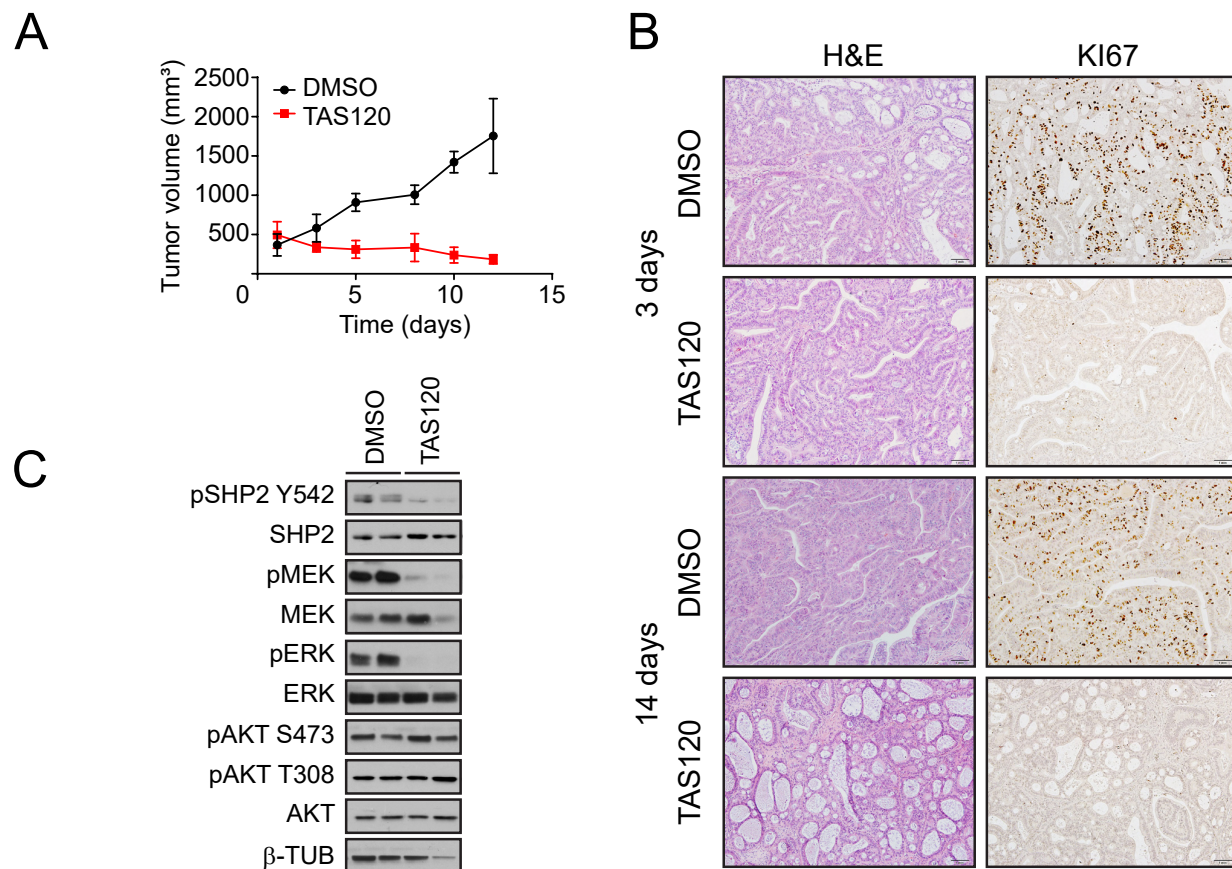 A
Tumor volume (mm³)
2500
2000
1500
1000
500
0
5
10
15
Time (days)
DMSO
TAS120
B
H&E
KI67
3 days
DMSO
TAS120
14 days
DMSO
TAS120
C
DMSO
TAS120
pSHP2 Y542
SHP2
pMEK
MEK
pERK
ERK
pAKT S473
pAKT T308
AKT
β-TUB